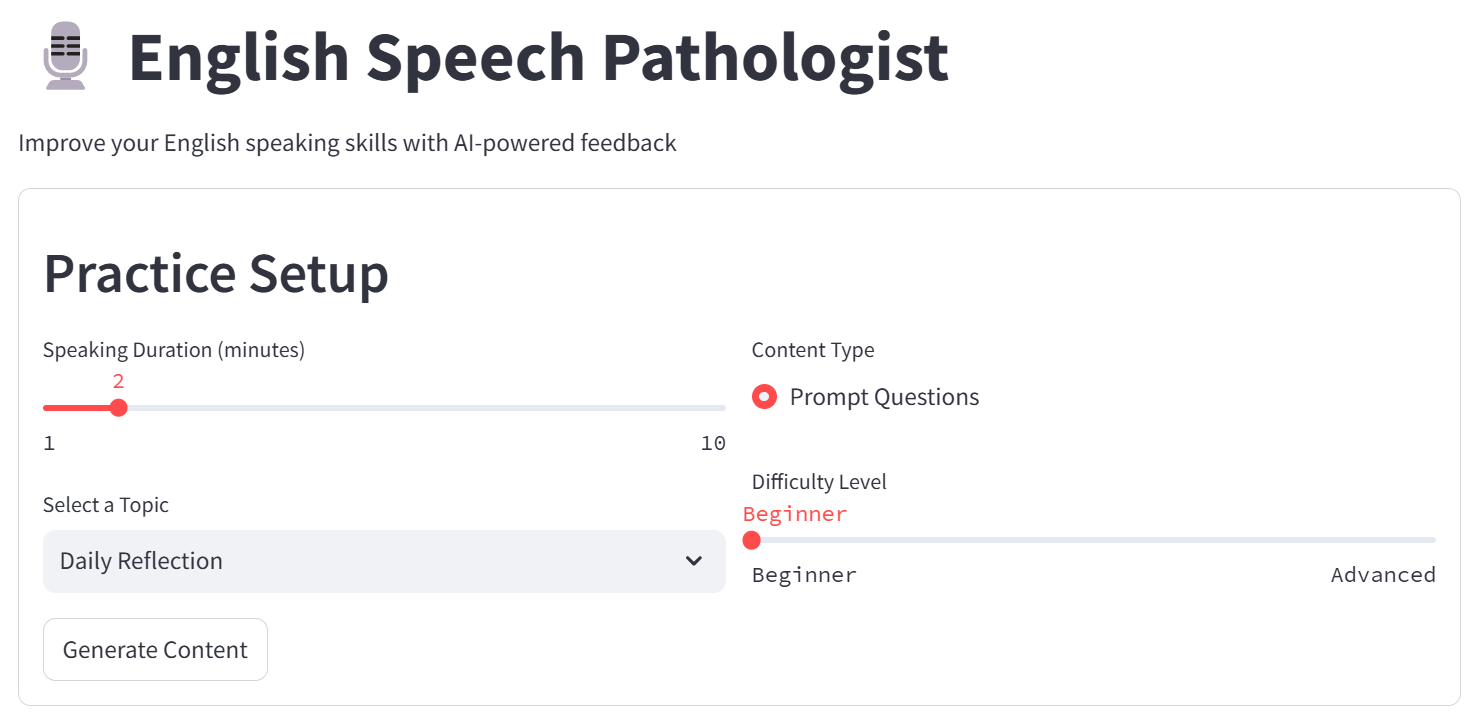 English Speech Pathologist
Improve your English speaking skills with AI-powered feedback
Practice Setup
Speaking Duration (minutes)
2
1
10
Select a Topic
Daily Reflection
Generate Content
Content Type
Prompt Questions
Difficulty Level
Beginner
Beginner
Advanced